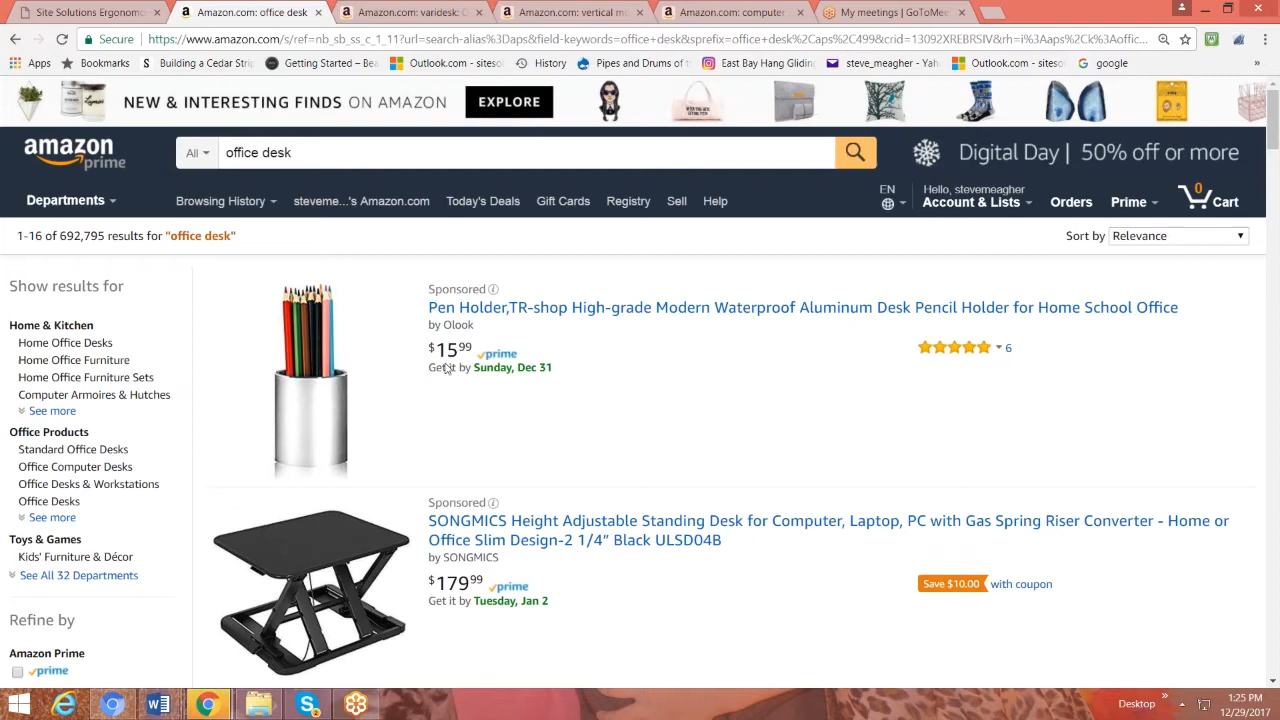 Site Solutions Ergonomic
Amazon.com: office desk
Amazon.com: varidesk: C
Amazon.com: vertical mo
Amazon.com: computer
My meetings | GoToMee
Secure
https://www.amazon.com/s/ref=nb_sb_ss_c_1_11?url=search-alias%3Daps&field-keywords=office+desk&sprefix=office+desk%2Caps%2C499&crid=13092XREBRSIV&rh=i%3Aaps%2Ck%3Aoffic...
Apps Bookmarks Building a Cedar Strip Getting Started – Bea Outlook.com - siteso History Pipes and Drums of East Bay Hang Gliding steve_meagher - Yah Outlook.com - siteso google
NEW & INTERESTING FINDS ON AMAZON EXPLORE
amazon prime
All office desk
Digital Day | 50% off or more
Departments
Browsing History steveme...'s Amazon.com Today's Deals Gift Cards Registry Sell Help
EN
Hello, stevemeagher
Account & Lists Orders Prime 0 Cart
1-16 of 692,795 results for "office desk"
Sort by Relevance
Show results for
Home & Kitchen
Home Office Desks
Home Office Furniture
Home Office Furniture Sets
Computer Armoires & Hutches
See more
Office Products
Standard Office Desks
Office Computer Desks
Office Desks & Workstations
Office Desks
See more
Toys & Games
Kids' Furniture & Décor
See All 32 Departments
Refine by
Amazon Prime
prime
Sponsored
Pen Holder,TR-shop High-grade Modern Waterproof Aluminum Desk Pencil Holder for Home School Office
by Olook
$15 99 prime
Get it by Sunday, Dec 31
6
Sponsored
SONGMICS Height Adjustable Standing Desk for Computer, Laptop, PC with Gas Spring Riser Converter - Home or
Office Slim Design-2 1/4” Black ULSD04B
by SONGMICS
$179 99 prime
Get it by Tuesday, Jan 2
Save $10.00 with coupon
Desktop
1:25 PM
12/29/2017